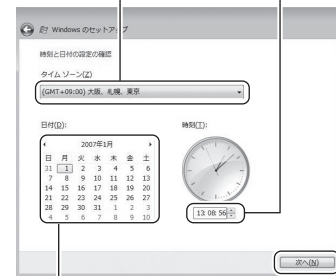 Windows のセットアップ
時刻と日付の設定の確認
タイム ゾーン(Z)
(GMT+09:00) 大阪、札幌、東京
日付(D):
時刻(T):
2007年1月
日 月 火 水 木 金 土
31 1 2 3 4 5 6
7 8 9 10 11 12 13
14 15 16 17 18 19 20
21 22 23 24 25 26 27
28 29 30 31 1 2 3
4 5 6 7 8 9 10
13:08:56
次へ(N)